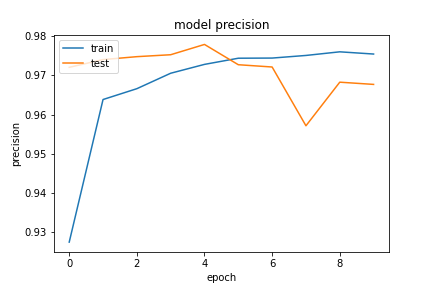 model precision
train
test
0.98
0.97
0.96
0.95
0.94
0.93
precision
0 2 4 6 8
epoch